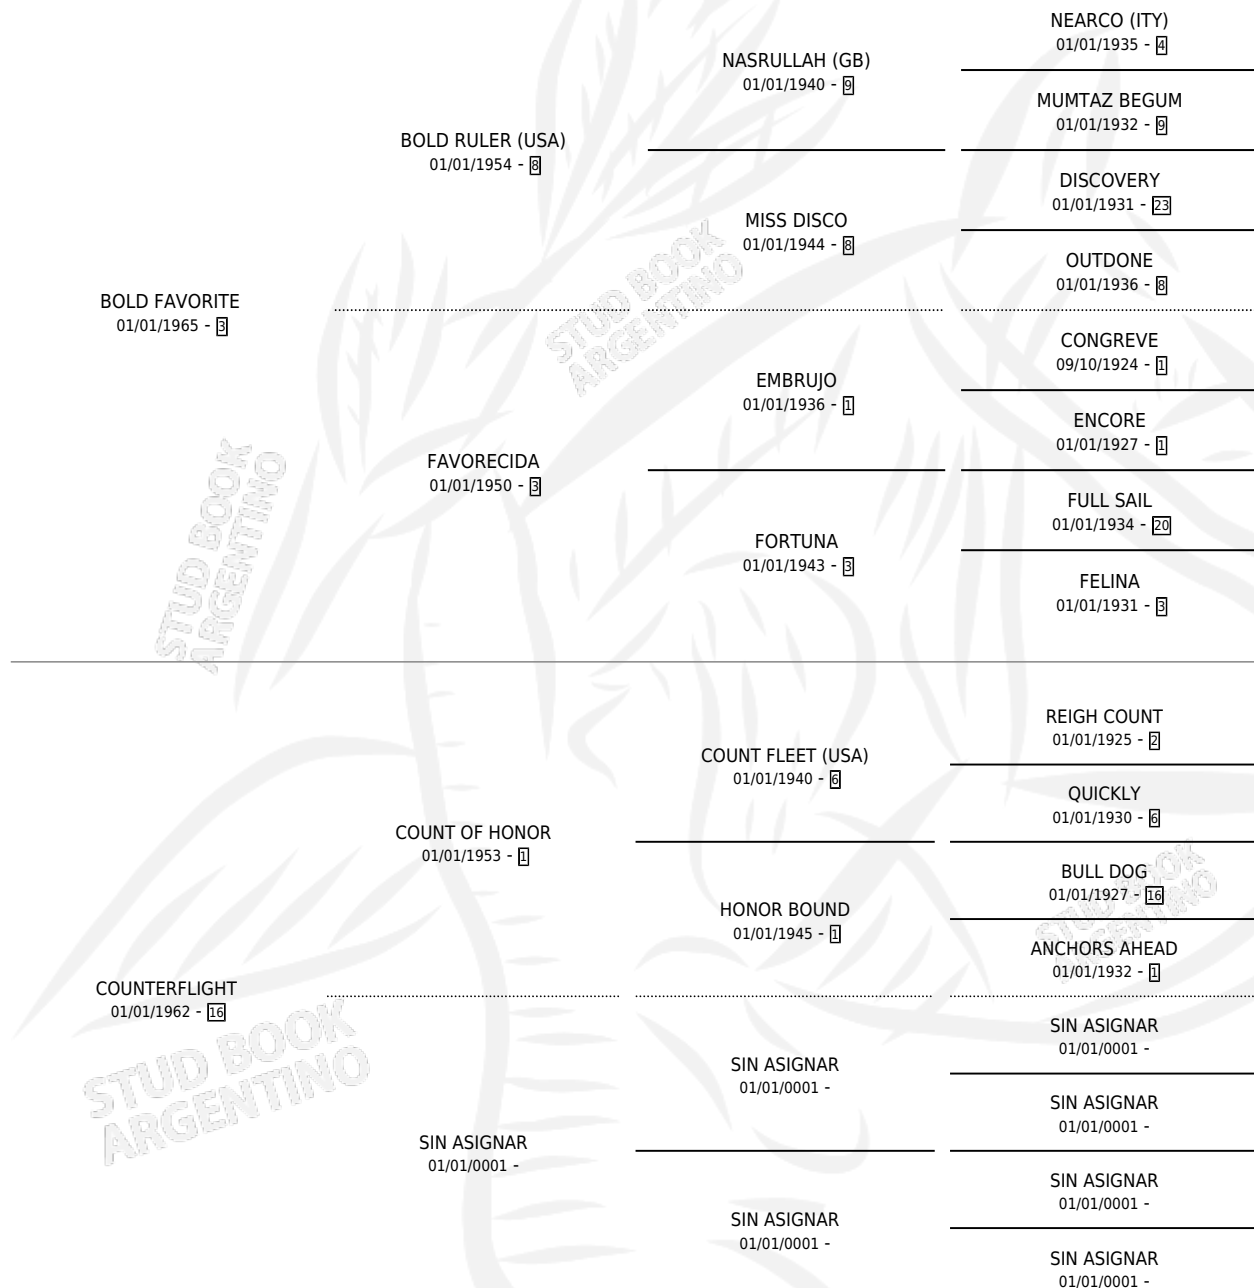 NEARCO (ITY)
01/01/1935 - 4
NASRULLAH (GB)
01/01/1940 - 9
MUMTAZ BEGUM
01/01/1932 - 9
BOLD RULER (USA)
01/01/1954 - 8
DISCOVERY
01/01/1931 - 23
MISS DISCO
01/01/1944 - 8
OUTDONE
01/01/1936 - 8
BOLD FAVORITE
01/01/1965 - 3
STUD BOOK
ARGENTINO
CONGREVE
09/10/1924 - 1
EMBRUJO
01/01/1936 - 1
ENCORE
01/01/1927 - 1
FAVORECIDA
01/01/1950 - 3
FULL SAIL
01/01/1934 - 20
FORTUNA
01/01/1943 - 3
FELINA
01/01/1931 - 3
STUD BOOK
ARGENTINO
REIGH COUNT
01/01/1925 - 2
COUNT FLEET (USA)
01/01/1940 - 6
QUICKLY
01/01/1930 - 6
COUNT OF HONOR
01/01/1953 - 1
BULL DOG
01/01/1927 - 16
HONOR BOUND
01/01/1945 - 1
STUD BOOK
ARGENTINO
ANCHORS AHEAD
01/01/1932 - 1
COUNTERFLIGHT
01/01/1962 - 16
STUD BOOK
ARGENTINO
SIN ASIGNAR
01/01/0001 -
SIN ASIGNAR
01/01/0001 -
SIN ASIGNAR
01/01/0001 -
SIN ASIGNAR
01/01/0001 -
SIN ASIGNAR
01/01/0001 -
SIN ASIGNAR
01/01/0001 -
SIN ASIGNAR
01/01/0001 -